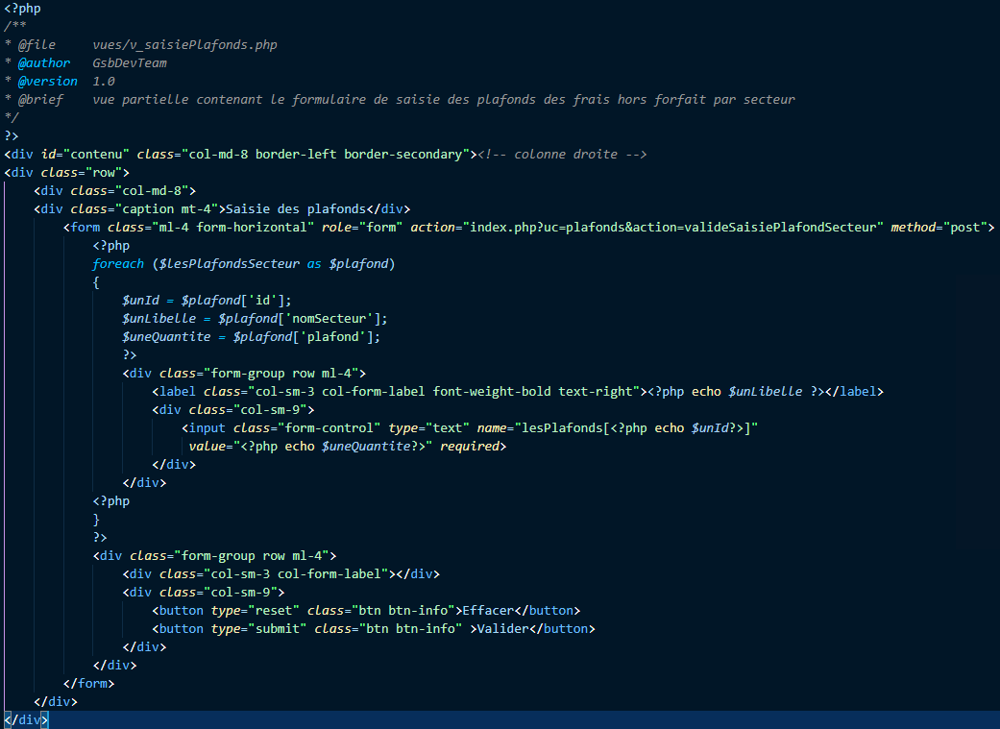 <?php
/**
* @file     vues/v_saisiePlafonds.php
* @author   GsbDevTeam
* @version  1.0
* @brief    vue partielle contenant le formulaire de saisie des plafonds des frais hors forfait par secteur
*/
?>
<div id="contenu" class="col-md-8 border-left border-secondary"><!-- colonne droite -->
<div class="row">
    <div class="col-md-8">
    <div class="caption mt-4">Saisie des plafonds</div>
        <form class="ml-4 form-horizontal" role="form" action="index.php?uc=plafonds&action=valideSaisiePlafondSecteur" method="post">
            <?php
            foreach ($lesPlafondsSecteur as $plafond)
            {
                $unId = $plafond['id'];
                $unLibelle = $plafond['nomSecteur'];
                $uneQuantite = $plafond['plafond'];
                ?>
                <div class="form-group row ml-4">
                    <label class="col-sm-3 col-form-label font-weight-bold text-right"><?php echo $unLibelle ?></label>
                    <div class="col-sm-9">
                        <input class="form-control" type="text" name="lesPlafonds[<?php echo $unId?>]"
                         value="<?php echo $uneQuantite?>" required>
                    </div>
                </div>
            <?php
            }
            ?>
            <div class="form-group row ml-4">
                <div class="col-sm-3 col-form-label"></div>
                <div class="col-sm-9">
                    <button type="reset" class="btn btn-info">Effacer</button>
                    <button type="submit" class="btn btn-info" >Valider</button>
                </div>
            </div>
        </form>
    </div>
</div>